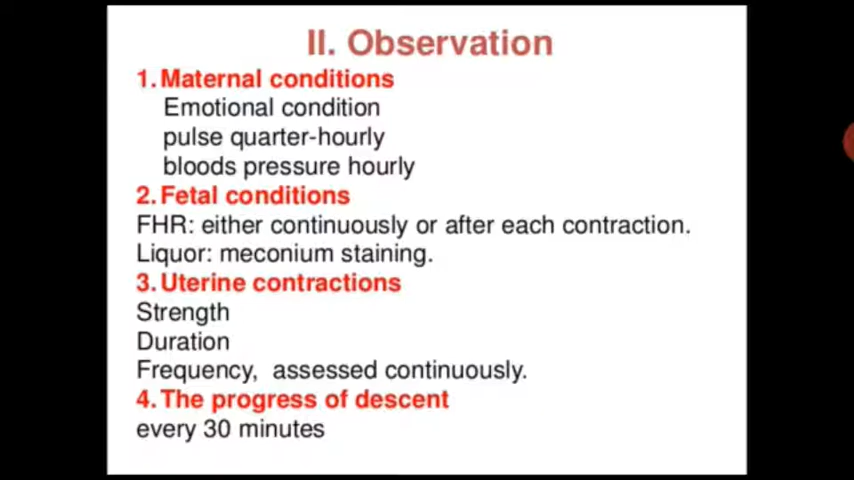 II. Observation
1. Maternal conditions
Emotional condition
pulse quarter-hourly
bloods pressure hourly
2. Fetal conditions
FHR: either continuously or after each contraction.
Liquor: meconium staining.
3. Uterine contractions
Strength
Duration
Frequency, assessed continuously.
4. The progress of descent
every 30 minutes